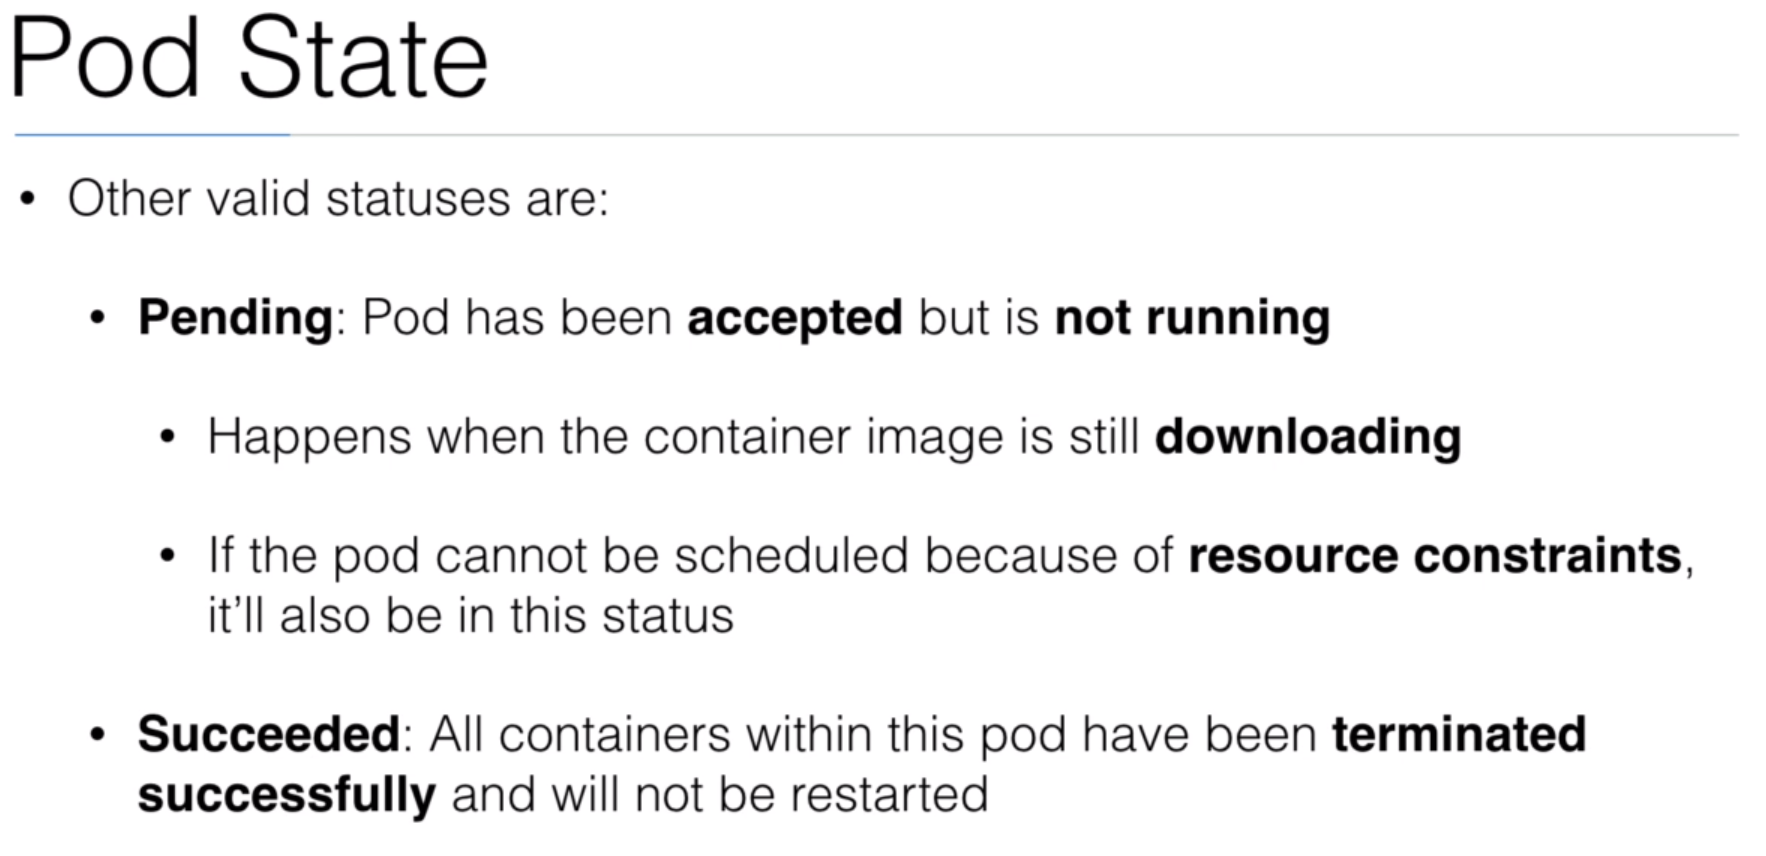 Pod State
• Other valid statuses are:
• Pending: Pod has been accepted but is not running
• Happens when the container image is still downloading
• If the pod cannot be scheduled because of resource constraints,
it’ll also be in this status
• Succeeded: All containers within this pod have been terminated
successfully and will not be restarted